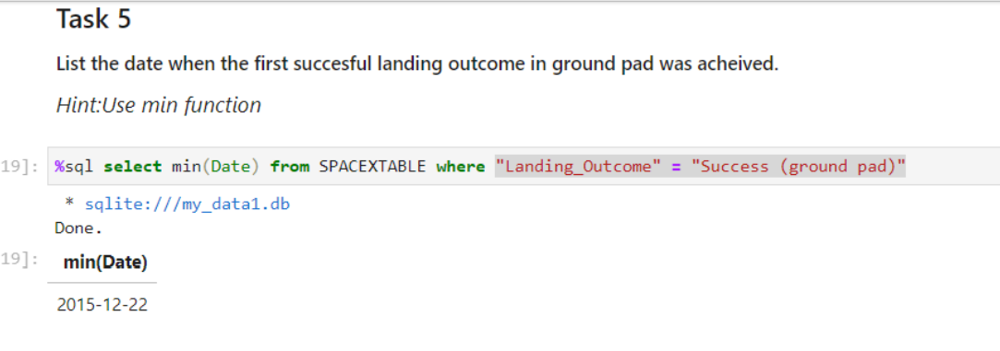 Task 5
List the date when the first succesful landing outcome in ground pad was acheived.
Hint:Use min function
19]: %sql select min(Date) from SPACEXTABLE where "Landing_Outcome" = "Success (ground pad)"
* sqlite:///my_data1.db
Done.
19]: min(Date)
2015-12-22